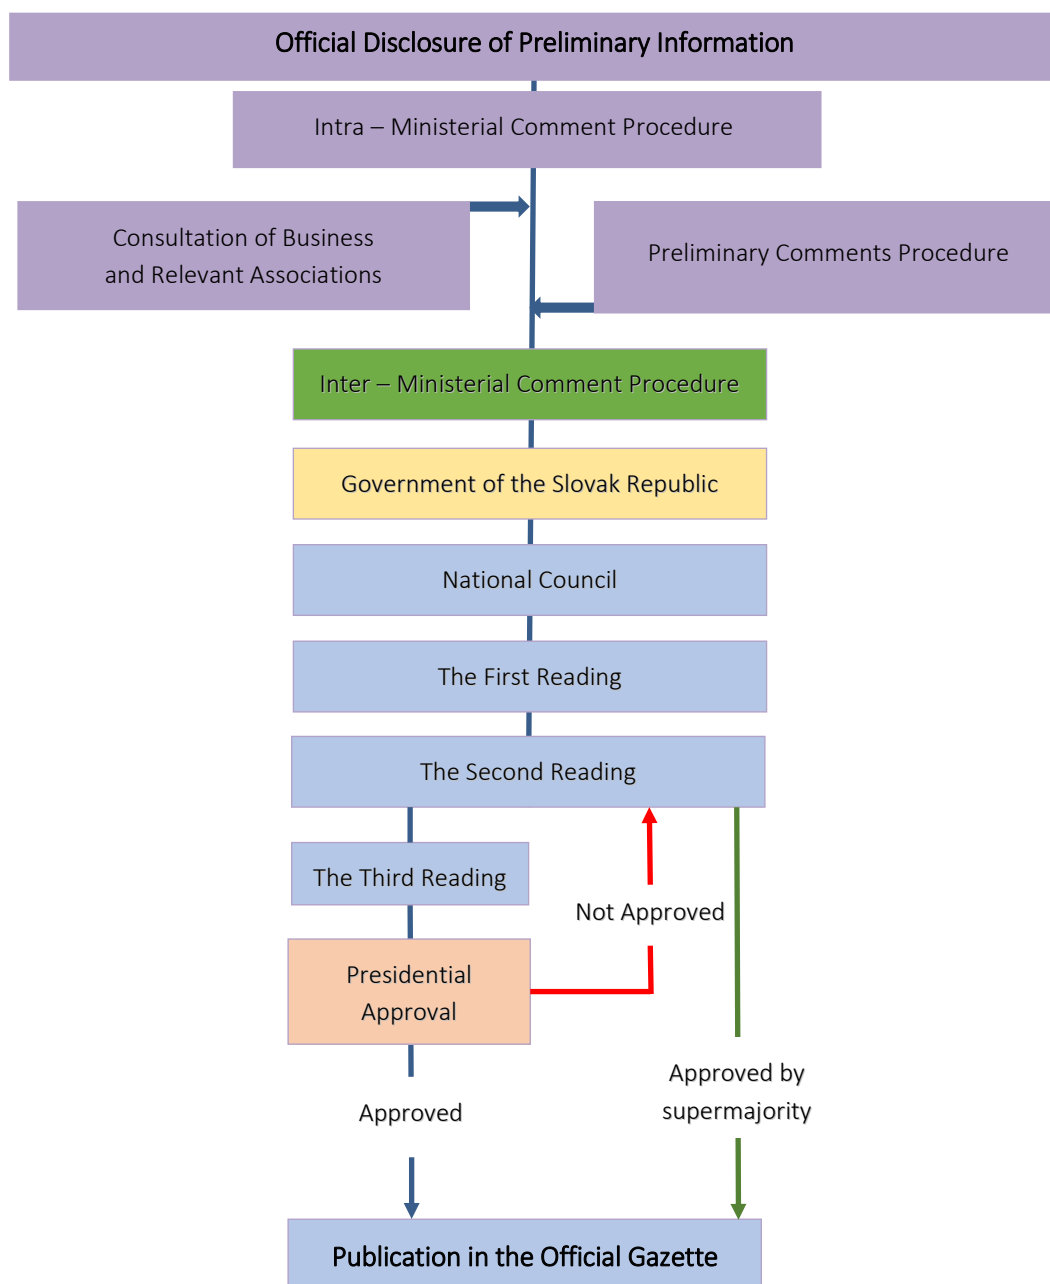 Official Disclosure of Preliminary Information
Intra – Ministerial Comment Procedure
Consultation of Business
and Relevant Associations
Preliminary Comments Procedure
Inter – Ministerial Comment Procedure
Government of the Slovak Republic
National Council
The First Reading
The Second Reading
The Third Reading
Not Approved
Presidential
Approval
Approved by
supermajority
Approved
Publication in the Official Gazette